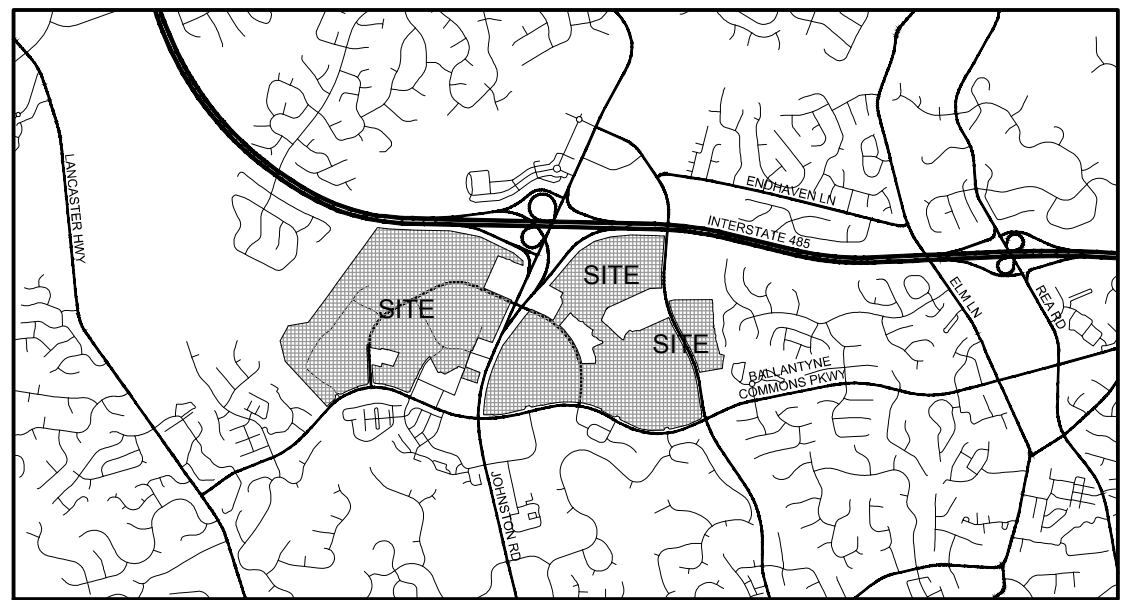 LANCASTER HWY
ENDHAVEN LN
INTERSTATE 485
SITE
SITE
SITE
ELM LN
REA RD
BALLANTYNE
COMMONS PKWY
JOHNSTON RD